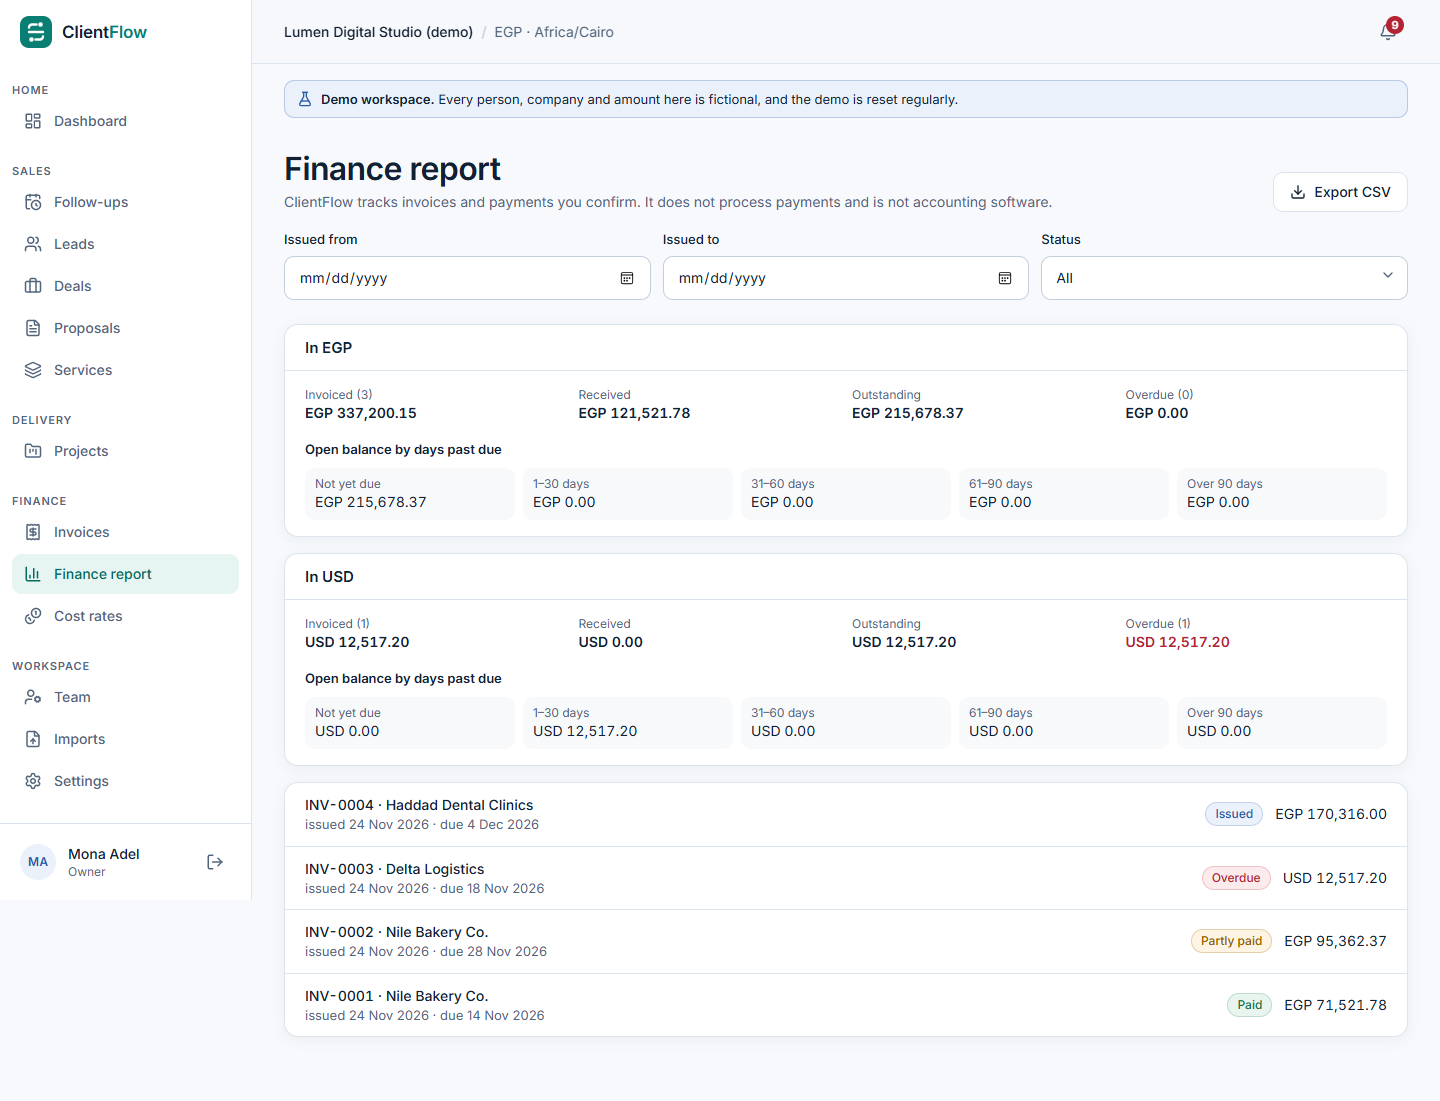 ClientFlow
HOME
Dashboard
SALES
Follow-ups
Leads
Deals
Proposals
Services
DELIVERY
Projects
FINANCE
Invoices
Finance report
Cost rates
WORKSPACE
Team
Imports
Settings
MA
Mona Adel
Owner
Lumen Digital Studio (demo) / EGP · Africa/Cairo
9
Demo workspace. Every person, company and amount here is fictional, and the demo is reset regularly.
Finance report
ClientFlow tracks invoices and payments you confirm. It does not process payments and is not accounting software.
Export CSV
Issued from
mm/dd/yyyy
Issued to
mm/dd/yyyy
Status
All
In EGP
Invoiced (3)
EGP 337,200.15
Received
EGP 121,521.78
Outstanding
EGP 215,678.37
Overdue (0)
EGP 0.00
Open balance by days past due
Not yet due
EGP 215,678.37
1–30 days
EGP 0.00
31–60 days
EGP 0.00
61–90 days
EGP 0.00
Over 90 days
EGP 0.00
In USD
Invoiced (1)
USD 12,517.20
Received
USD 0.00
Outstanding
USD 12,517.20
Overdue (1)
USD 12,517.20
Open balance by days past due
Not yet due
USD 0.00
1–30 days
USD 12,517.20
31–60 days
USD 0.00
61–90 days
USD 0.00
Over 90 days
USD 0.00
INV-0004 · Haddad Dental Clinics
issued 24 Nov 2026 · due 4 Dec 2026
Issued EGP 170,316.00
INV-0003 · Delta Logistics
issued 24 Nov 2026 · due 18 Nov 2026
Overdue USD 12,517.20
INV-0002 · Nile Bakery Co.
issued 24 Nov 2026 · due 28 Nov 2026
Partly paid EGP 95,362.37
INV-0001 · Nile Bakery Co.
issued 24 Nov 2026 · due 14 Nov 2026
Paid EGP 71,521.78